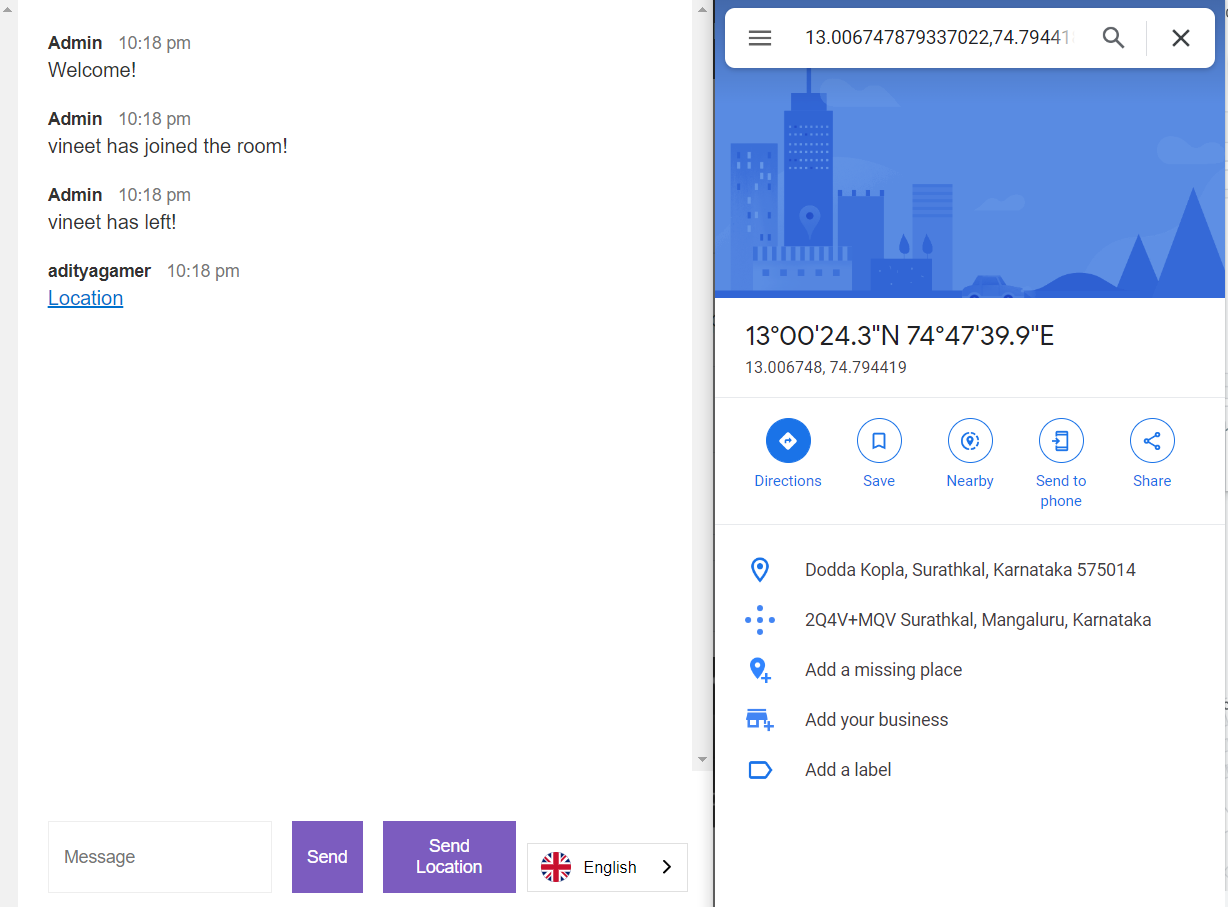 Admin 10:18 pm
Welcome!
Admin 10:18 pm
vineet has joined the room!
Admin 10:18 pm
vineet has left!
adityagamer 10:18 pm
Location
Message
Send
Send
Location
English
13.006747879337022,74.79441
13°00'24.3"N 74°47'39.9"E
13.006748, 74.794419
Directions
Save
Nearby
Send to
phone
Share
Dodda Kopla, Surathkal, Karnataka 575014
2Q4V+MQV Surathkal, Mangaluru, Karnataka
Add a missing place
Add your business
Add a label